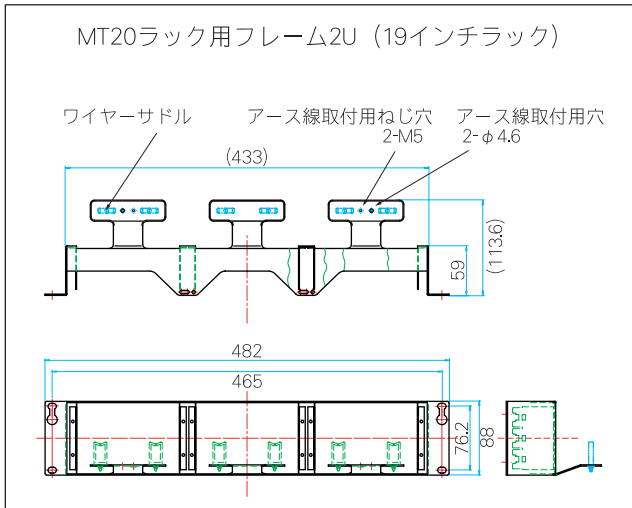 MT20ラック用フレーム2U（19インチラック）
ワイヤーサドル
アース線取付用ねじ穴
2-M5
アース線取付用穴
2-φ4.6
(433)
59
(113.6)
482
465
76.2
88